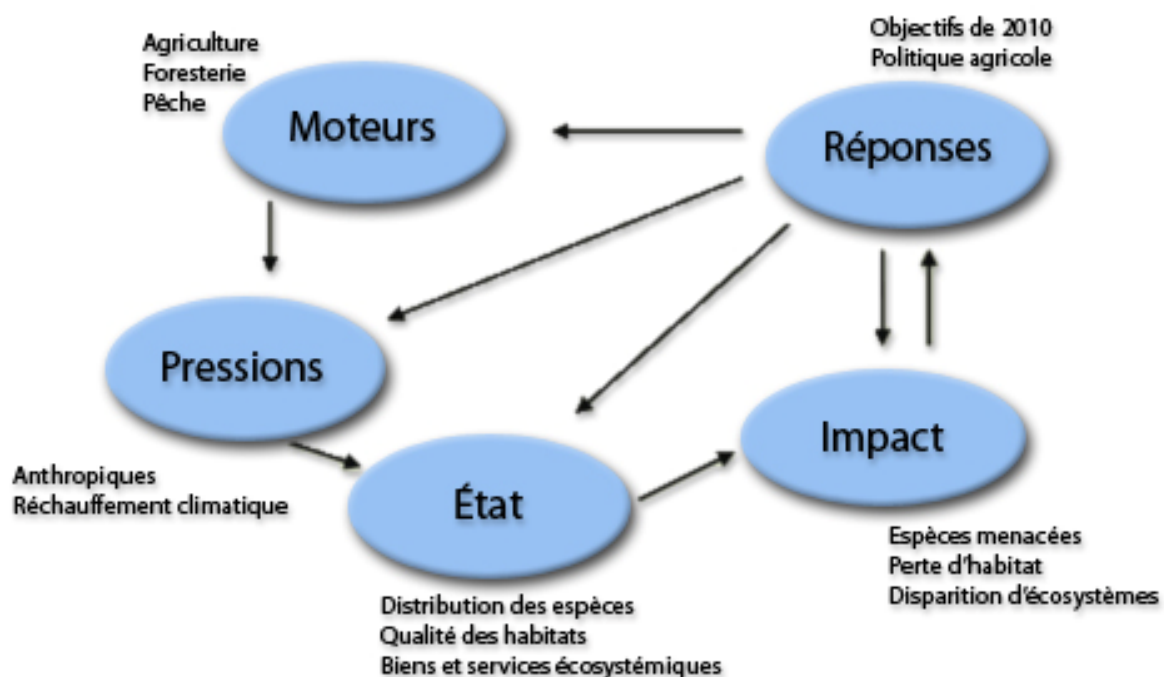 Agriculture
Foresterie
Pêche
Moteurs
Objectifs de 2010
Politique agricole
Réponses
Pressions
Anthropiques
Réchauffement climatique
État
Distribution des espèces
Qualité des habitats
Biens et services écosystémiques
Impact
Espèces menacées
Perte d'habitat
Disparition d'écosystèmes